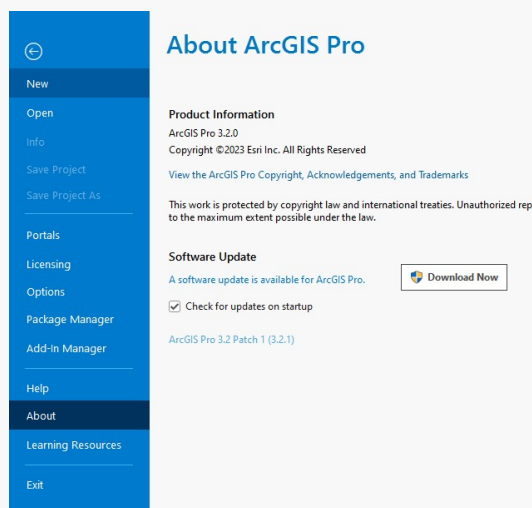 About ArcGIS Pro
New
Open
Info
Save Project
Save Project As
Portals
Licensing
Options
Package Manager
Add-In Manager
Help
About
Learning Resources
Exit
Product Information
ArcGIS Pro 3.2.0
Copyright ©2023 Esri Inc. All Rights Reserved
View the ArcGIS Pro Copyright, Acknowledgements, and Trademarks
This work is protected by copyright law and international treaties. Unauthorized rep
to the maximum extent possible under the law.
Software Update
A software update is available for ArcGIS Pro.
Download Now
Check for updates on startup
ArcGIS Pro 3.2 Patch 1 (3.2.1)